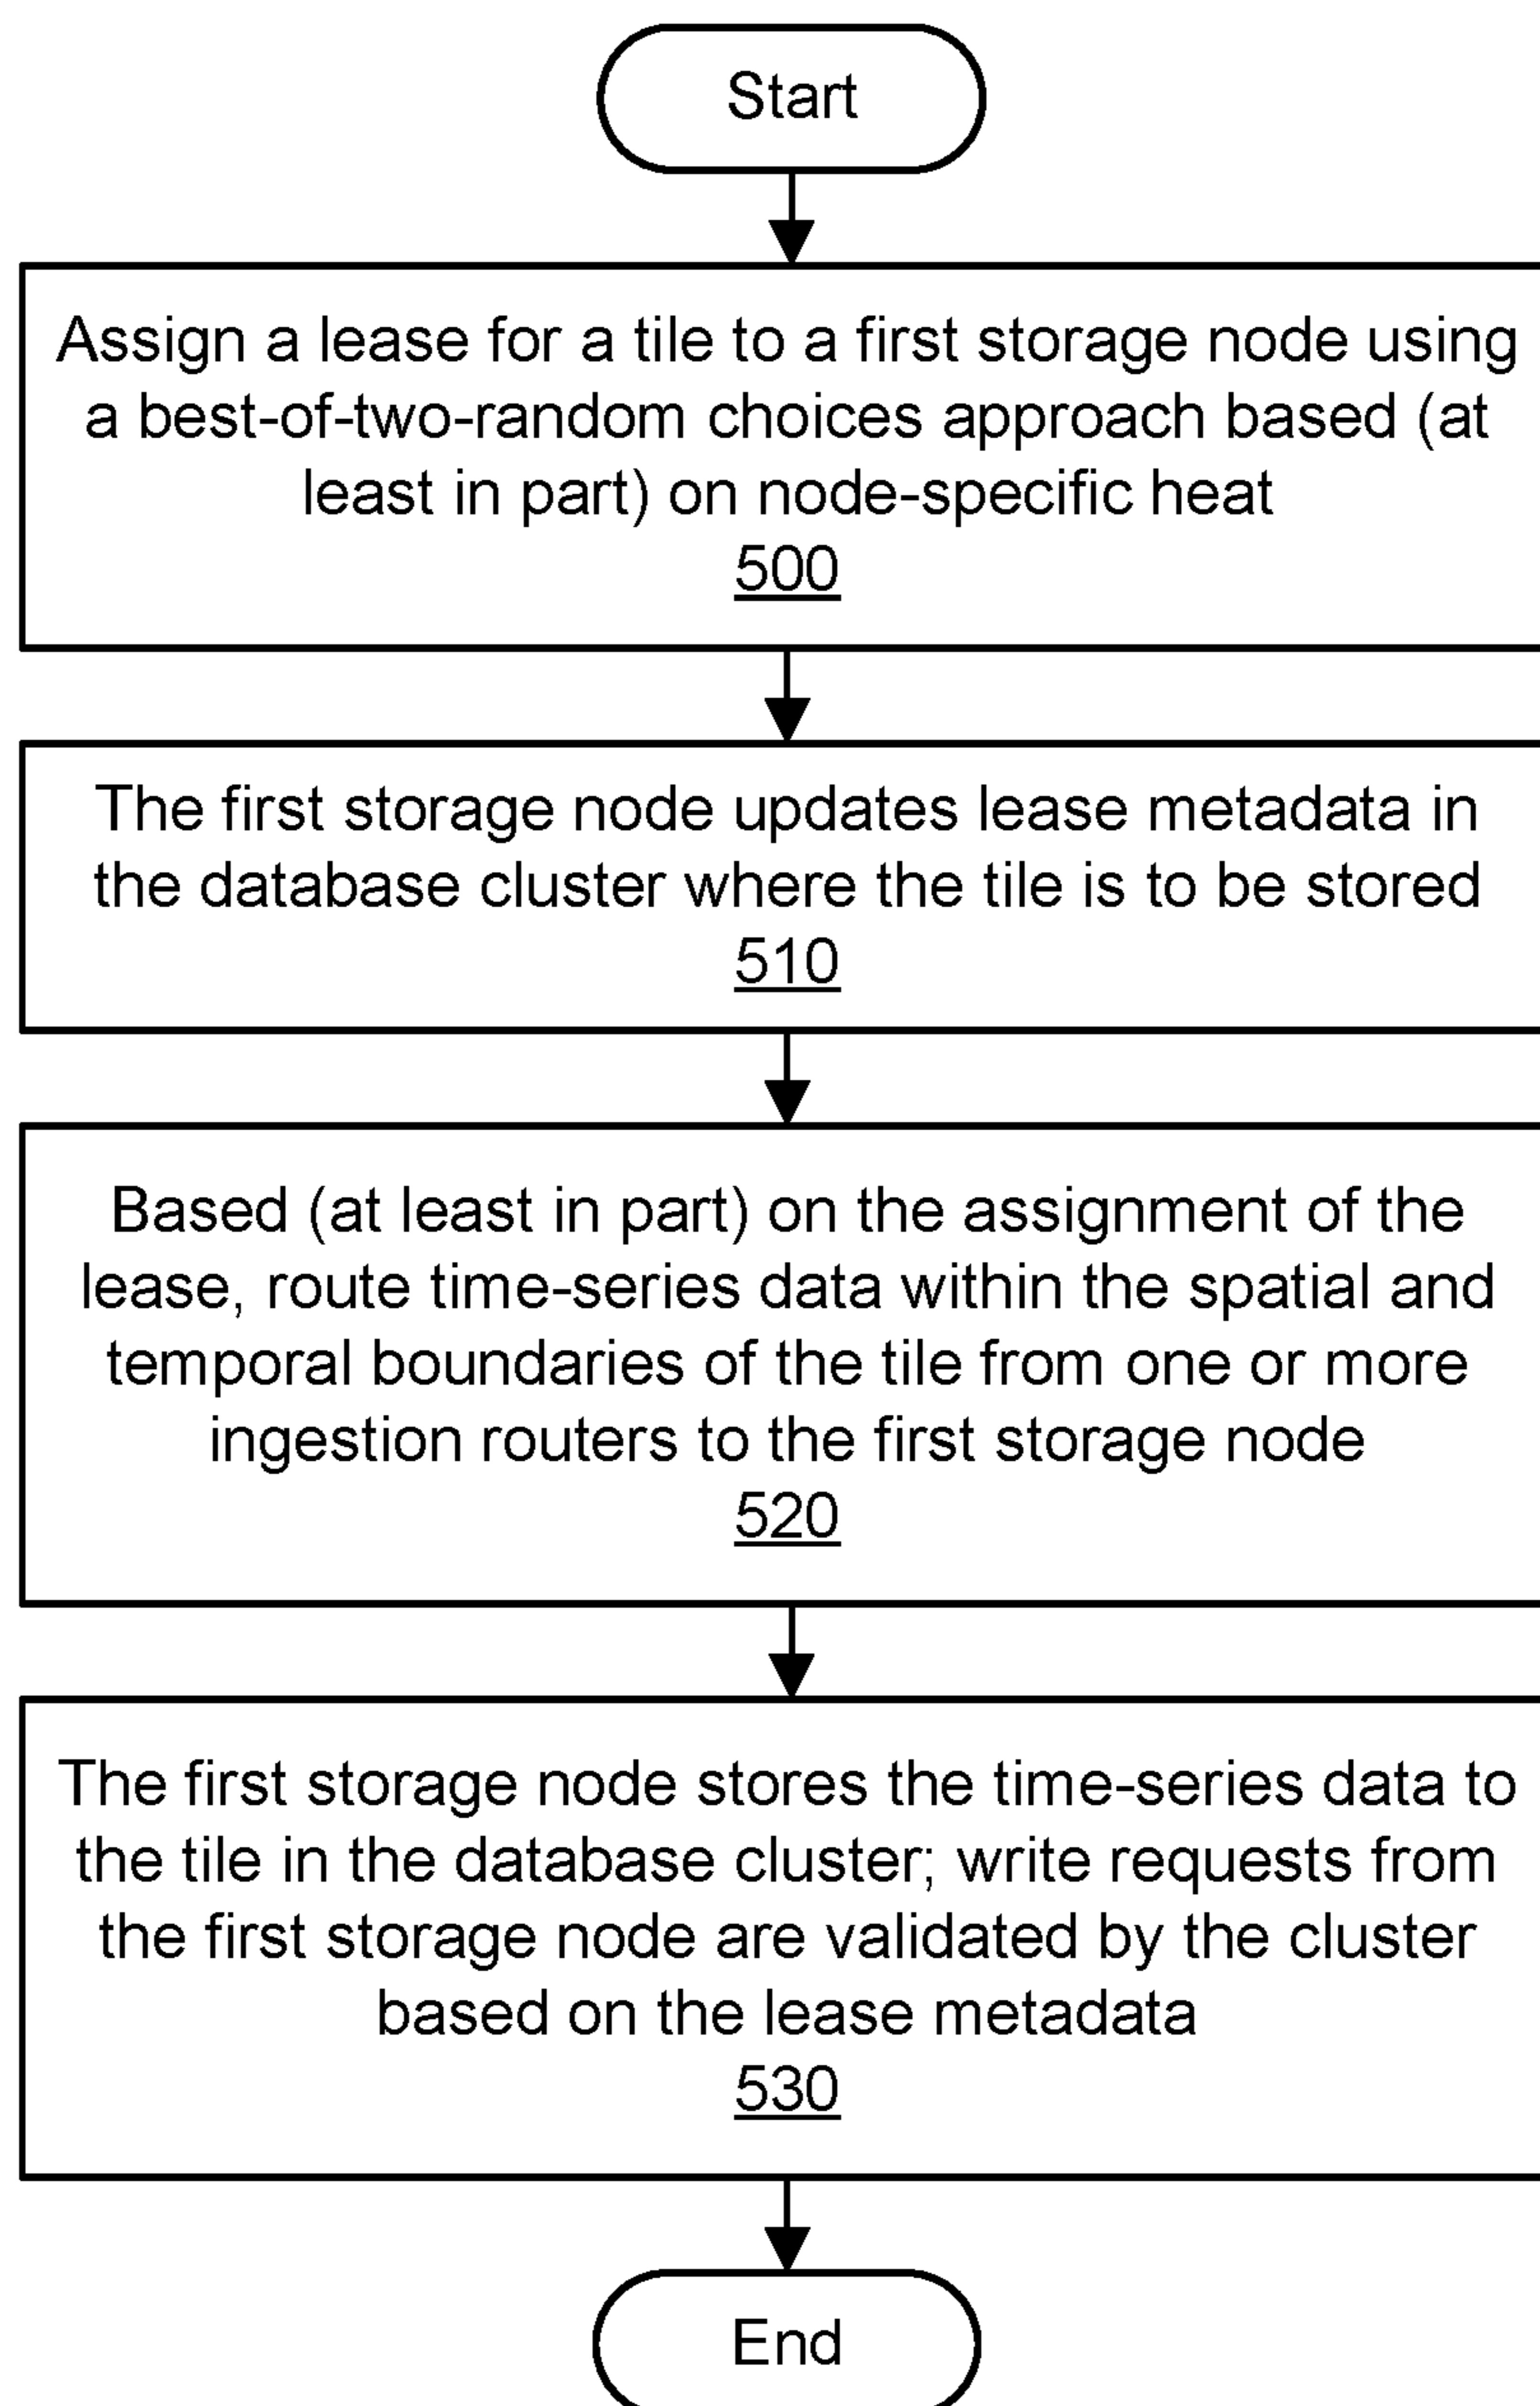 Start
Assign a lease for a tile to a first storage node using
a best-of-two-random choices approach based (at
least in part) on node-specific heat
500
The first storage node updates lease metadata in
the database cluster where the tile is to be stored
510
Based (at least in part) on the assignment of the
lease, route time-series data within the spatial and
temporal boundaries of the tile from one or more
ingestion routers to the first storage node
520
The first storage node stores the time-series data to
the tile in the database cluster; write requests from
the first storage node are validated by the cluster
based on the lease metadata
530
End